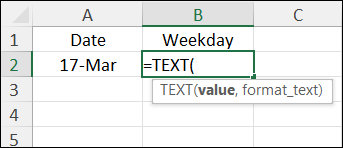 A B C
1 Date Weekday
2 17-Mar =TEXT(
3 TEXT(value, format_text)
4
5